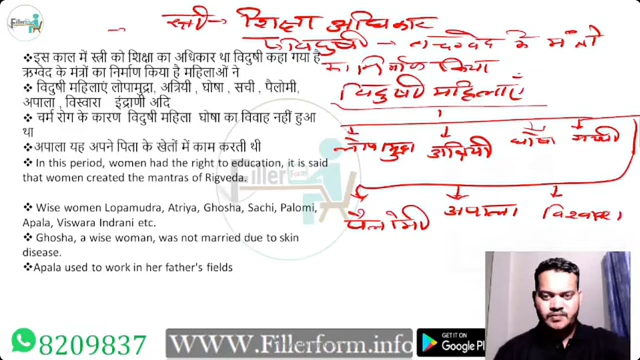 Fillerform
स्त्री - शिक्षा अधिकार
विदुषी - ऋग्वेद के मंत्रों
का निर्माण किया
विदुषी महिलाएँ
लोपामुद्रा अत्रियी घोषा सच्ची
पैलोमी अपाला विश्वारा
❖इस काल में स्त्री को शिक्षा का अधिकार था विदुषी कहा गया है
ऋग्वेद के मंत्रों का निर्माण किया है महिलाओं ने
❖ विदुषी महिलाएं लोपामुद्रा, अत्रियी , घोषा , सची , पैलोमी,
अपाला , विस्वारा इंद्राणी अदि
❖ चर्म रोग के कारण विदुषी महिला घोषा का विवाह नहीं हुआ
था
❖ अपाला यह अपने पिता के खेतों में काम करती थी
❖In this period, women had the right to education, it is said
that women created the mantras of Rigveda.
❖Wise women Lopamudra, Atriya, Ghosha, Sachi, Palomi,
Apala, Viswara Indrani etc.
❖Ghosha, a wise woman, was not married due to skin
disease.
❖Apala used to work in her father's fields
8209837
WWW.Fillerform.info
GET IT ON
Google Pl